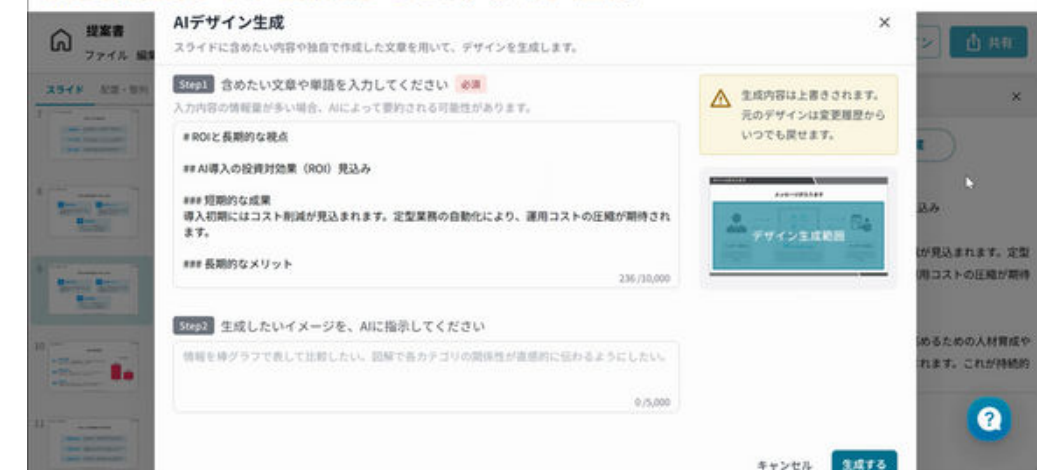 AIデザイン生成
スライドに含めたい内容や独自で作成した文章を用いて、デザインを生成します。
提案書
ファイル 編集
共有
スライド
Step1 含めたい文章や単語を入力してください 必須
入力内容の情報量が多い場合、AIによって要約される可能性があります。
# ROIと長期的な視点
## AI導入の投資対効果（ROI）見込み
### 短期的な成果
導入初期にはコスト削減が見込まれます。定型業務の自動化により、運用コストの圧縮が期待され
ます。
### 長期的なメリット
236 /10,000
生成内容は上書きされます。
元のデザインは変更履歴から
いつでも戻せます。
デザイン生成範囲
込み
が見込まれます。定型
用コストの圧縮が期待
めるための人材育成や
れます。これが持続的
Step2 生成したいイメージを、AIに指示してください
情報を棒グラフで表して比較したい。図解で各カテゴリの関係性が直感的に伝わるようにしたい。
0 /5,000
10
11
キャンセル
生成する